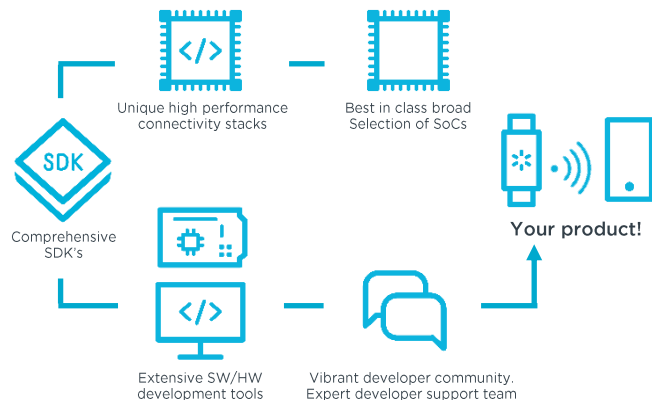 </>
Unique high performance
connectivity stacks
Best in class broad
Selection of SoCs
SDK
Comprehensive
SDK's
Your product!
</>
Extensive SW/HW
development tools
Vibrant developer community.
Expert developer support team